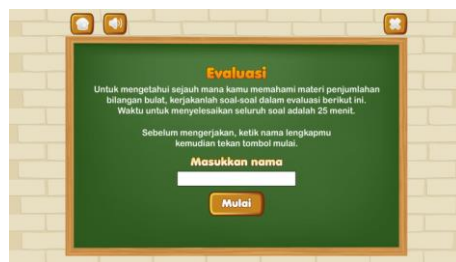 Evaluasi
Untuk mengetahui sejauh mana kamu memahami materi penjumlahan
bilangan bulat, kerjakanlah soal-soal dalam evaluasi berikut ini.
Waktu untuk menyelesaikan seluruh soal adalah 25 menit.
Sebelum mengerjakan, ketik nama lengkapmu
kemudian tekan tombol mulai.
Masukkan nama
Mulai